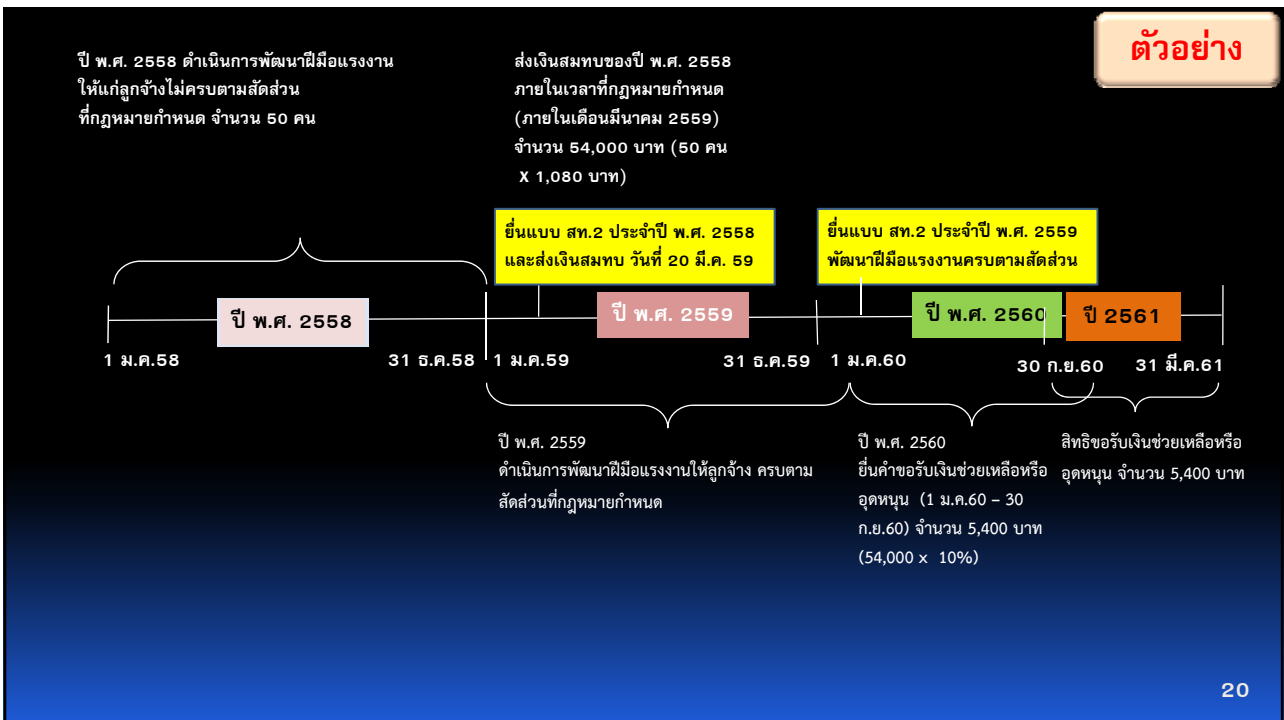 ตัวอย่าง
ปี พ.ศ. 2558 ดำเนินการพัฒนาฝีมือแรงงาน
ให้แก่ลูกจ้างไม่ครบตามสัดส่วน
ที่กฎหมายกำหนด จำนวน 50 คน
ส่งเงินสมทบของปี พ.ศ. 2558
ภายในเวลาที่กฎหมายกำหนด
(ภายในเดือนมีนาคม 2559)
จำนวน 54,000 บาท (50 คน
X 1,080 บาท)
ยื่นแบบ สท.2 ประจำปี พ.ศ. 2558
และส่งเงินสมทบ วันที่ 20 มี.ค. 59
ยื่นแบบ สท.2 ประจำปี พ.ศ. 2559
พัฒนาฝีมือแรงงานครบตามสัดส่วน
ปี พ.ศ. 2558
ปี พ.ศ. 2559
ปี พ.ศ. 2560
ปี 2561
1 ม.ค.58
31 ธ.ค.58
1 ม.ค.59
31 ธ.ค.59
1 ม.ค.60
30 ก.ย.60
31 มี.ค.61
ปี พ.ศ. 2559
ดำเนินการพัฒนาฝีมือแรงงานให้ลูกจ้าง ครบตาม
สัดส่วนที่กฎหมายกำหนด
ปี พ.ศ. 2560
ยื่นคำขอรับเงินช่วยเหลือหรือ
อุดหนุน (1 ม.ค.60 – 30
ก.ย.60) จำนวน 5,400 บาท
(54,000 x 10%)
สิทธิขอรับเงินช่วยเหลือหรือ
อุดหนุน จำนวน 5,400 บาท
20